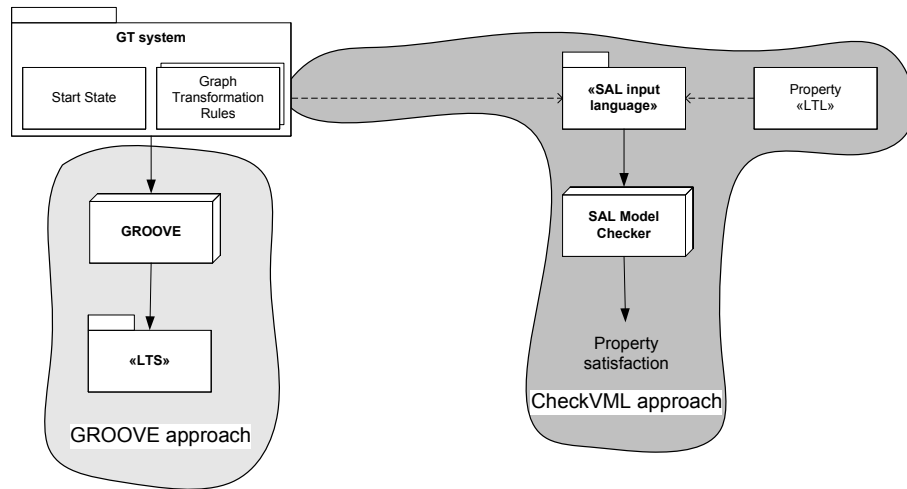 GT system
Start State
Graph
Transformation
Rules
«SAL input
language»
Property
«LTL»
GROOVE
SAL Model
Checker
«LTS»
Property
satisfaction
CheckVML approach
GROOVE approach